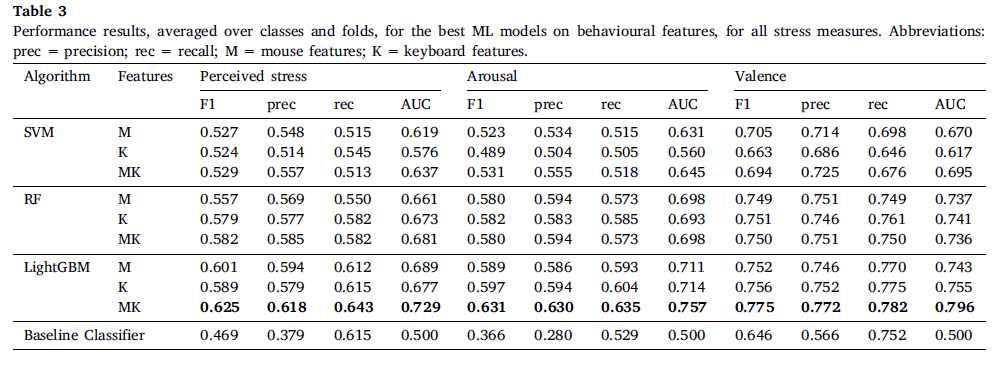 Table 3
Performance results, averaged over classes and folds, for the best ML models on behavioural features, for all stress measures. Abbreviations:
prec = precision; rec = recall; M = mouse features; K = keyboard features.
Algorithm Features Perceived stress Arousal Valence
F1 prec rec AUC F1 prec rec AUC F1 prec rec AUC
SVM M 0.527 0.548 0.515 0.619 0.523 0.534 0.515 0.631 0.705 0.714 0.698 0.670
K 0.524 0.514 0.545 0.576 0.489 0.504 0.505 0.560 0.663 0.686 0.646 0.617
MK 0.529 0.557 0.513 0.637 0.531 0.555 0.518 0.645 0.694 0.725 0.676 0.695
RF M 0.557 0.569 0.550 0.661 0.580 0.594 0.573 0.698 0.749 0.751 0.749 0.737
K 0.579 0.577 0.582 0.673 0.582 0.583 0.585 0.693 0.751 0.746 0.761 0.741
MK 0.582 0.585 0.582 0.681 0.580 0.594 0.573 0.698 0.750 0.751 0.750 0.736
LightGBM M 0.601 0.594 0.612 0.689 0.589 0.586 0.593 0.711 0.752 0.746 0.770 0.743
K 0.589 0.579 0.615 0.677 0.597 0.594 0.604 0.714 0.756 0.752 0.775 0.755
MK 0.625 0.618 0.643 0.729 0.631 0.630 0.635 0.757 0.775 0.772 0.782 0.796
Baseline Classifier 0.469 0.379 0.615 0.500 0.366 0.280 0.529 0.500 0.646 0.566 0.752 0.500